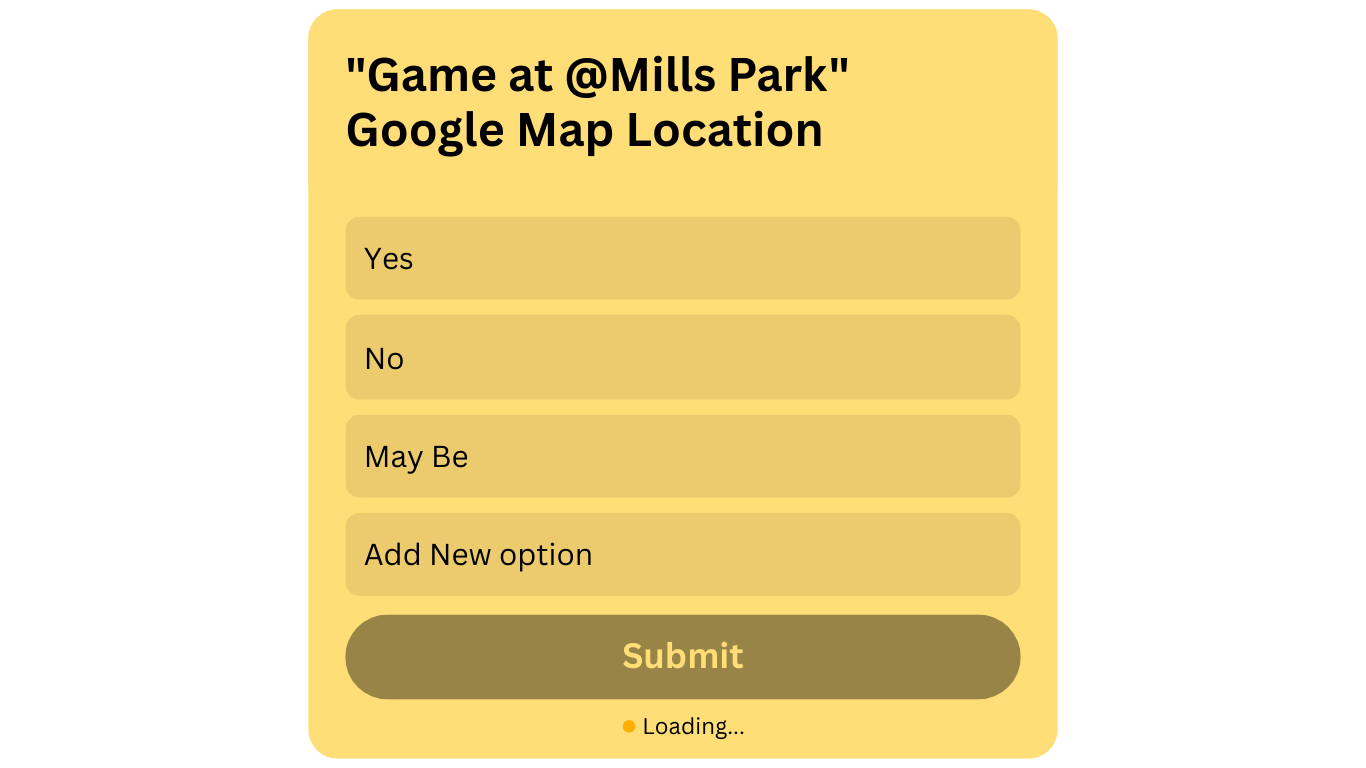 "Game at @Mills Park"
Google Map Location
Yes
No
May Be
Add New option
Submit
Loading...